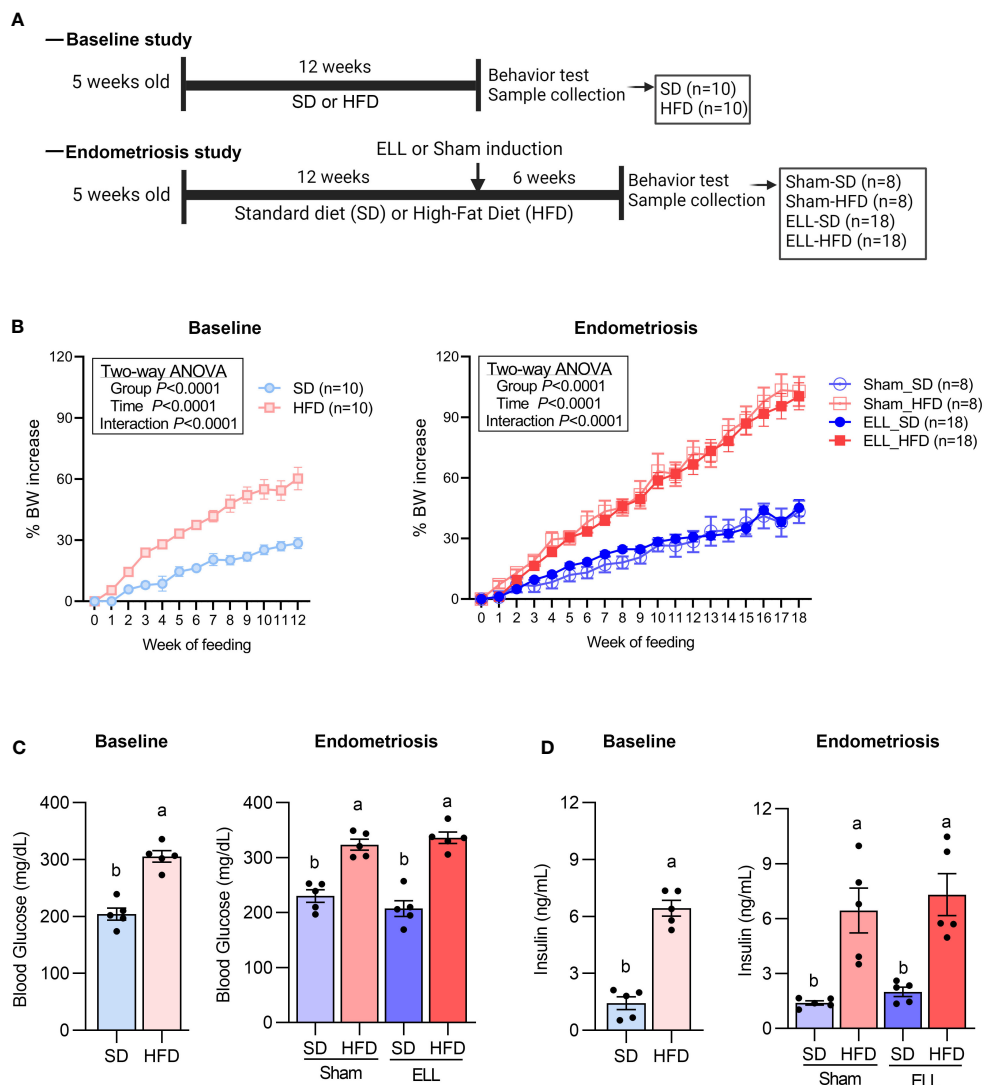 A
Baseline study
5 weeks old
12 weeks
SD or HFD
Behavior test
Sample collection
SD (n=10)
HFD (n=10)
Endometriosis study
ELL or Sham induction
5 weeks old
12 weeks
6 weeks
Standard diet (SD) or High-Fat Diet (HFD)
Behavior test
Sample collection
Sham-SD (n=8)
Sham-HFD (n=8)
ELL-SD (n=18)
ELL-HFD (n=18)
B
Baseline
% BW increase
120
90
60
30
0
Two-way ANOVA
Group P<0.0001
Time P<0.0001
Interaction P<0.0001
SD (n=10)
HFD (n=10)
0 1 2 3 4 5 6 7 8 9 10 11 12
Week of feeding
Endometriosis
% BW increase
120
90
60
30
0
Two-way ANOVA
Group P<0.0001
Time P<0.0001
Interaction P<0.0001
Sham_SD (n=8)
Sham_HFD (n=8)
ELL_SD (n=18)
ELL_HFD (n=18)
0 1 2 3 4 5 6 7 8 9 10 11 12 13 14 15 16 17 18
Week of feeding
C
Baseline
Blood Glucose (mg/dL)
400
300
200
100
0
b a
SD HFD
Endometriosis
Blood Glucose (mg/dL)
400
300
200
100
0
b a b a
SD HFD SD HFD
Sham ELL
D
Baseline
Insulin (ng/mL)
12
9
6
3
0
b a
SD HFD
Endometriosis
Insulin (ng/mL)
12
9
6
3
0
b a b a
SD HFD SD HFD
Sham ELL